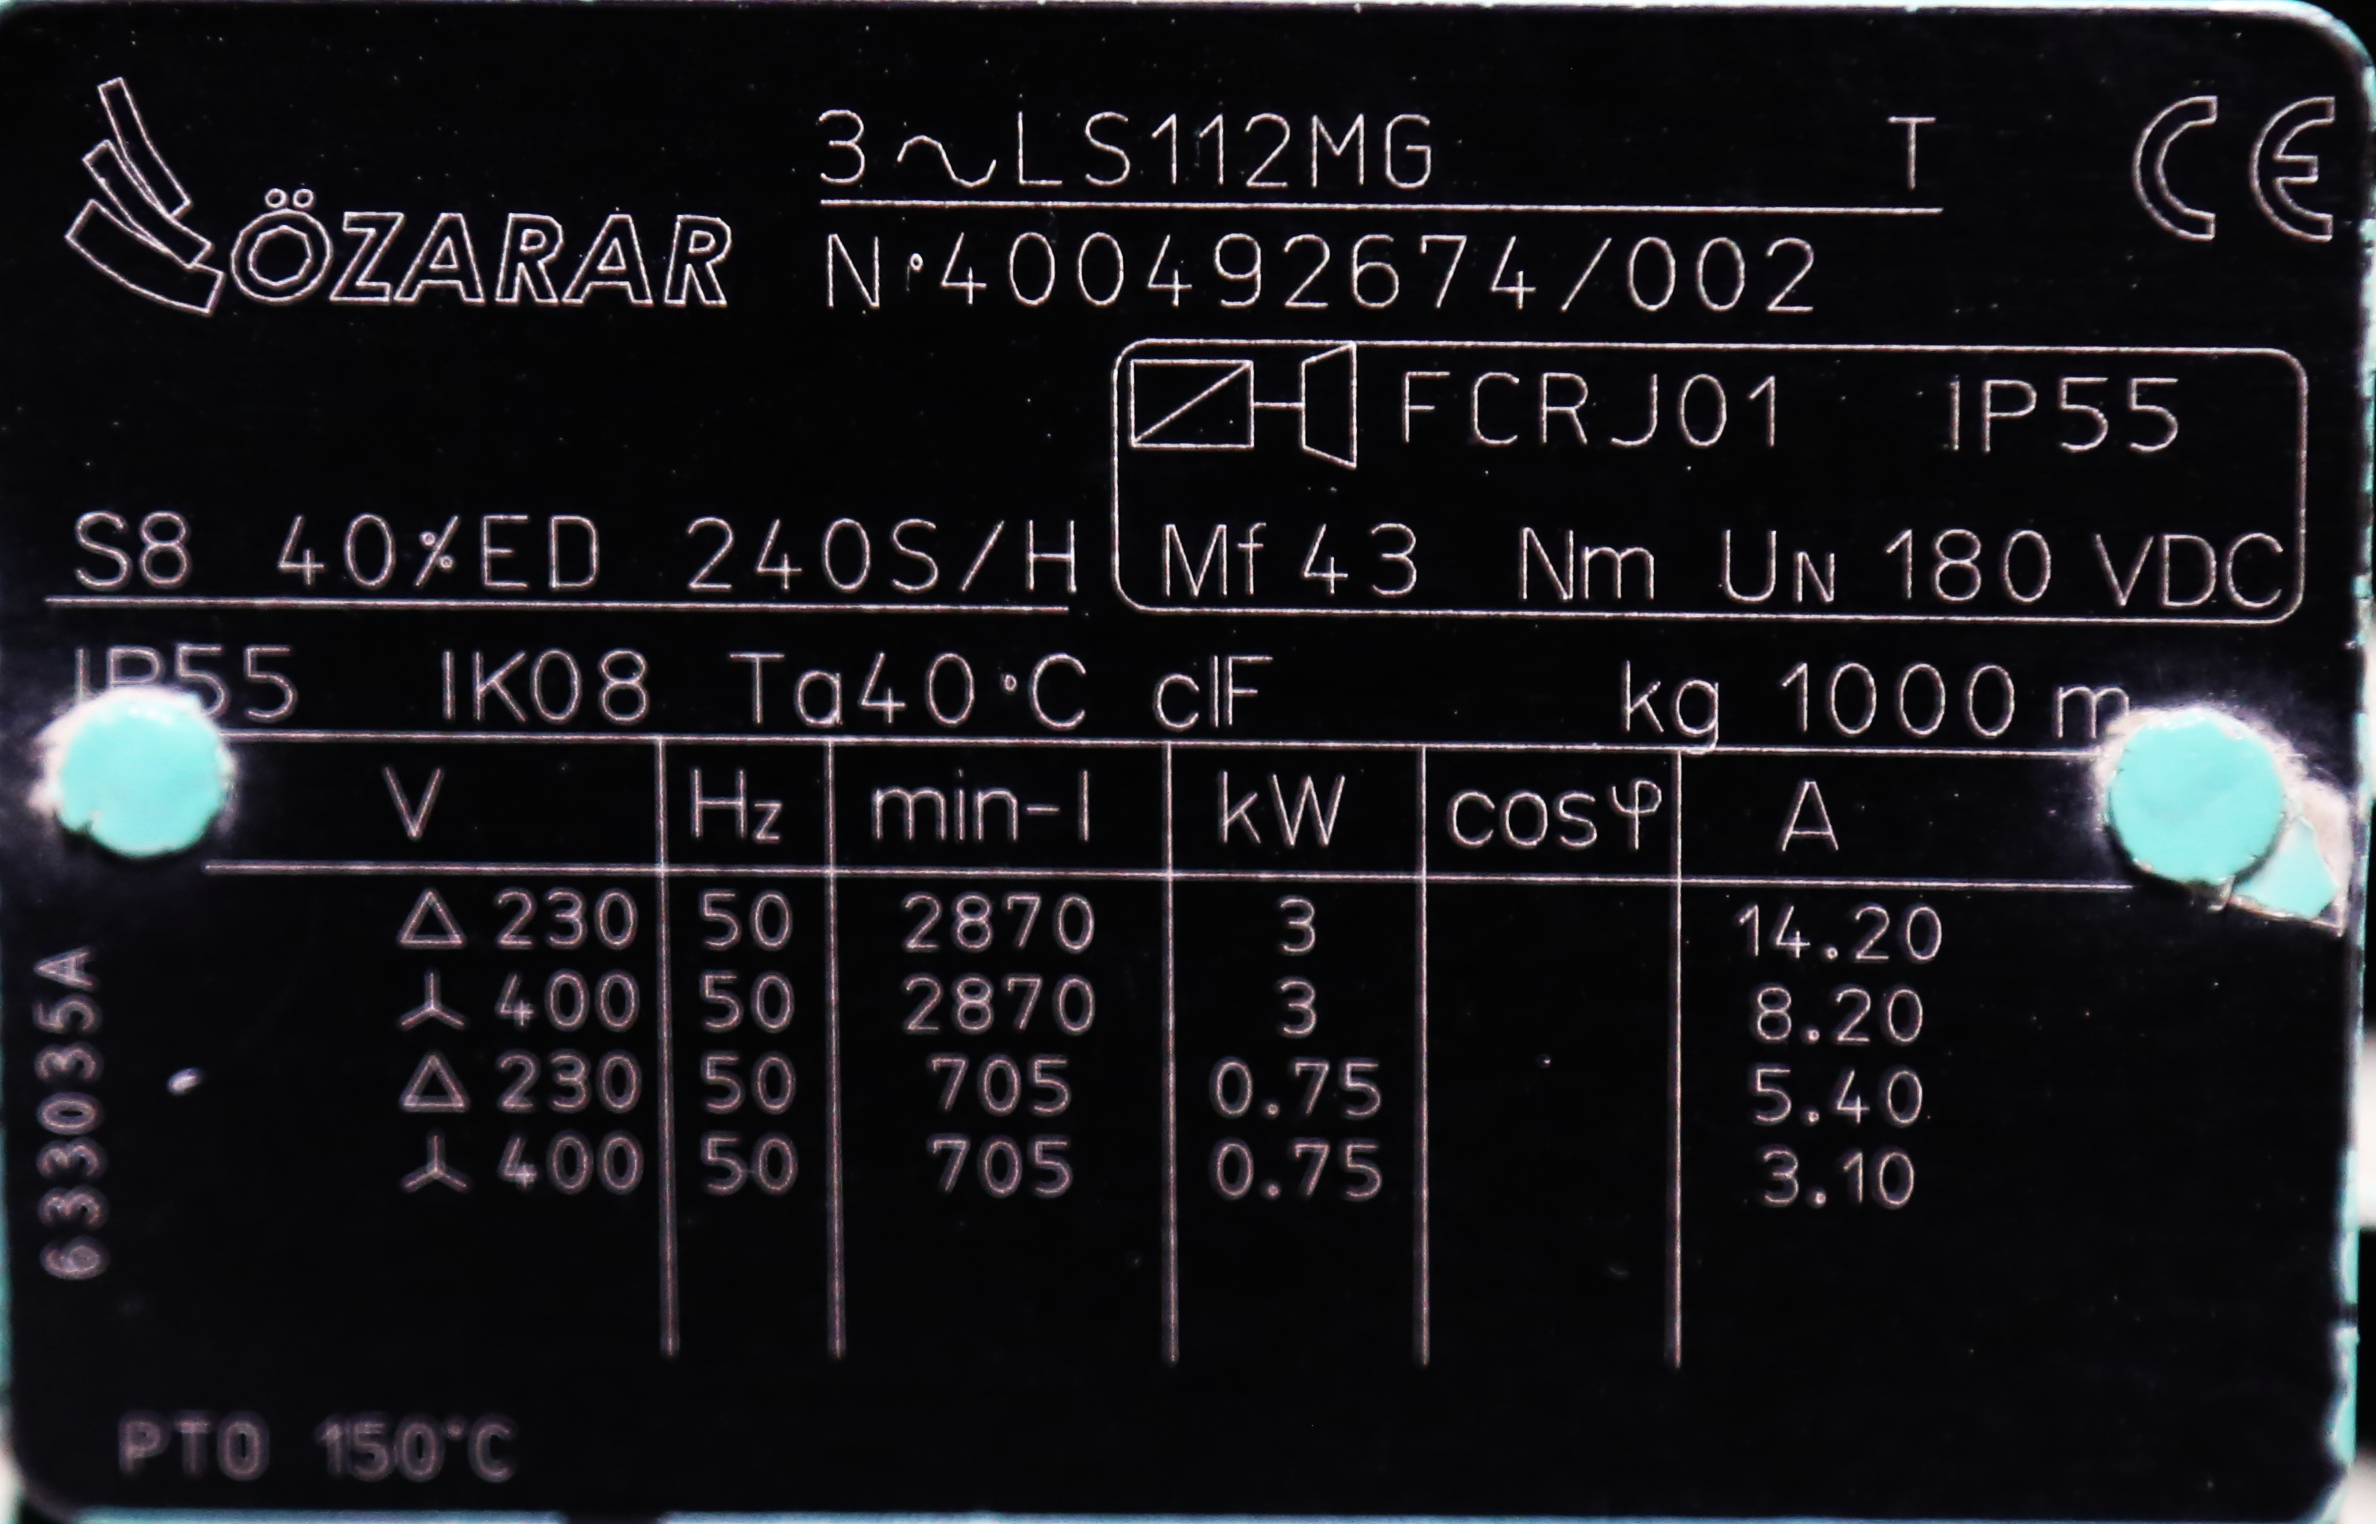 3~LS112MG T CE
ÖZARAR
N°400492674/002
FCRJ01 IP55
S8 40%ED 240S/H
Mf 43 Nm UN 180 VDC
IP55 IK08 Ta40°C clF kg 1000 m
V Hz min-1 kW cosφ A
Δ 230 50 2870 3 14.20
⅄ 400 50 2870 3 8.20
Δ 230 50 705 0.75 5.40
⅄ 400 50 705 0.75 3.10
633035A
PTO 150°C